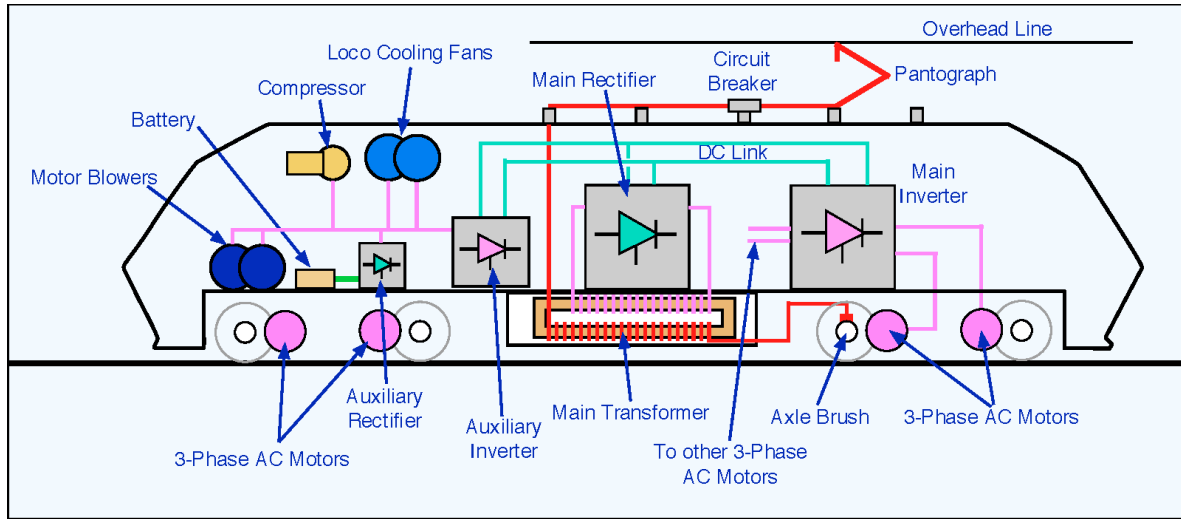 Overhead Line
Circuit
Breaker
Pantograph
Loco Cooling Fans
Main Rectifier
Compressor
Battery
DC Link
Motor Blowers
Main
Inverter
Auxiliary
Rectifier
Auxiliary
Inverter
Main Transformer
Axle Brush
3-Phase AC Motors
3-Phase AC Motors
To other 3-Phase
AC Motors